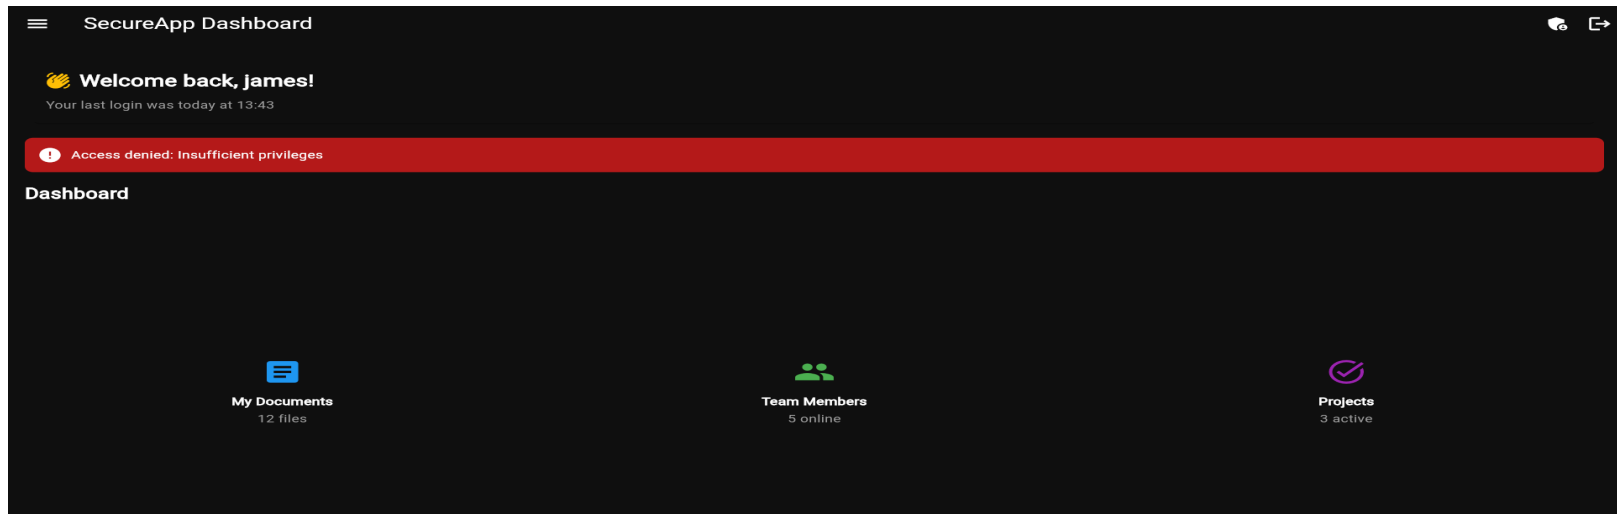 SecureApp Dashboard
👋 Welcome back, james!
Your last login was today at 13:43
Access denied: Insufficient privileges
Dashboard
My Documents
12 files
Team Members
5 online
Projects
3 active